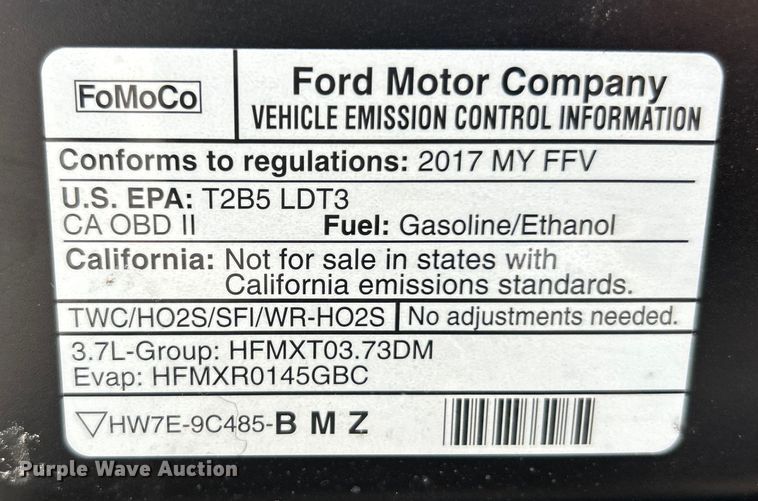 FoMoCo
Ford Motor Company
VEHICLE EMISSION CONTROL INFORMATION
Conforms to regulations: 2017 MY FFV
U.S. EPA: T2B5 LDT3
CA OBD II Fuel: Gasoline/Ethanol
California: Not for sale in states with
California emissions standards.
TWC/HO2S/SFI/WR-HO2S No adjustments needed.
3.7L-Group: HFMXT03.73DM
Evap: HFMXR0145GBC
▽HW7E-9C485-B M Z
Purple Wave Auction